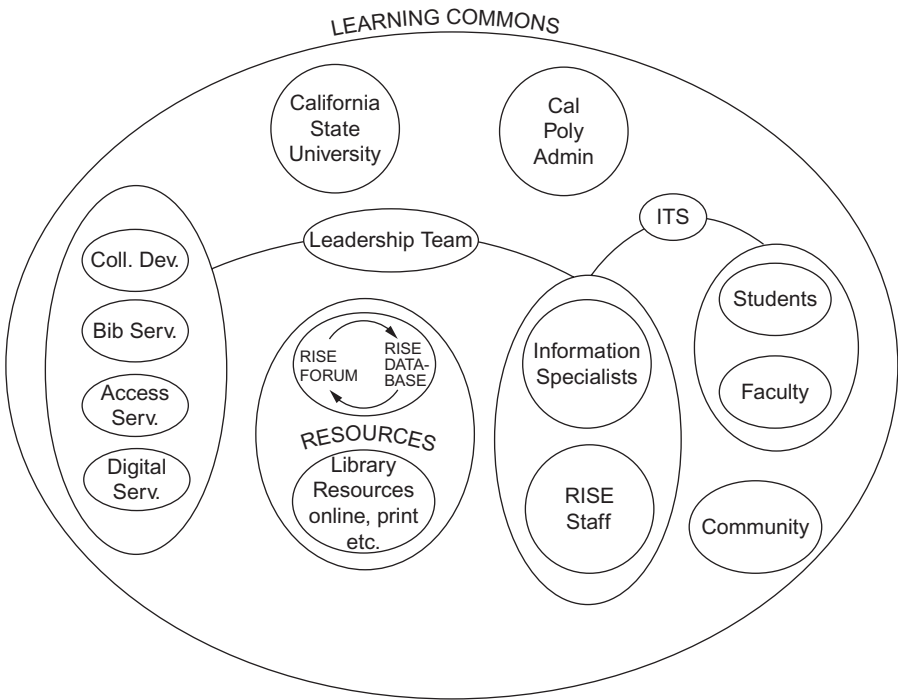 LEARNING COMMONS
California
State
University
Cal
Poly
Admin
ITS
Leadership Team
Coll. Dev.
Bib Serv.
Access
Serv.
Digital
Serv.
RISE
FORUM
RISE
DATA-
BASE
RESOURCES
Library
Resources
online, print
etc.
Information
Specialists
RISE
Staff
Students
Faculty
Community